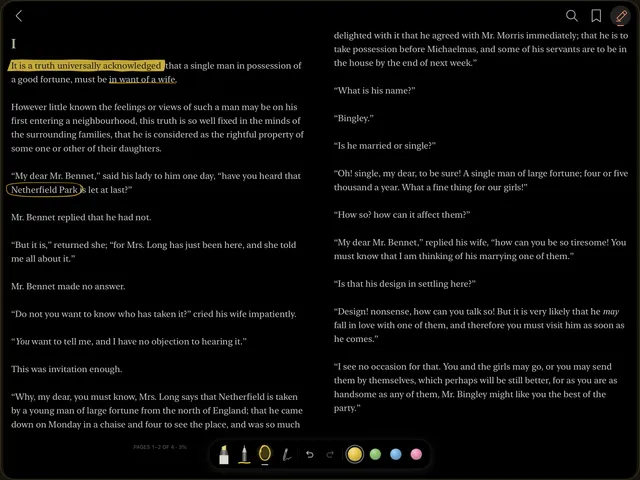 I
It is a truth universally acknowledged that a single man in possession of
a good fortune, must be in want of a wife.
However little known the feelings or views of such a man may be on his
first entering a neighbourhood, this truth is so well fixed in the minds of
the surrounding families, that he is considered as the rightful property of
some one or other of their daughters.
“My dear Mr. Bennet,” said his lady to him one day, “have you heard that
Netherfield Park is let at last?”
Mr. Bennet replied that he had not.
“But it is,” returned she; “for Mrs. Long has just been here, and she told
me all about it.”
Mr. Bennet made no answer.
“Do not you want to know who has taken it?” cried his wife impatiently.
“You want to tell me, and I have no objection to hearing it.”
This was invitation enough.
“Why, my dear, you must know, Mrs. Long says that Netherfield is taken
by a young man of large fortune from the north of England; that he came
down on Monday in a chaise and four to see the place, and was so much
delighted with it that he agreed with Mr. Morris immediately; that he is to
take possession before Michaelmas, and some of his servants are to be in
the house by the end of next week.”
“What is his name?”
“Bingley.”
“Is he married or single?”
“Oh! single, my dear, to be sure! A single man of large fortune; four or five
thousand a year. What a fine thing for our girls!”
“How so? how can it affect them?”
“My dear Mr. Bennet,” replied his wife, “how can you be so tiresome! You
must know that I am thinking of his marrying one of them.”
“Is that his design in settling here?”
“Design! nonsense, how can you talk so! But it is very likely that he may
fall in love with one of them, and therefore you must visit him as soon as
he comes.”
“I see no occasion for that. You and the girls may go, or you may send
them by themselves, which perhaps will be still better, for as you are as
handsome as any of them, Mr. Bingley might like you the best of the
party.”
PAGES 1–2 OF 4 · 3%